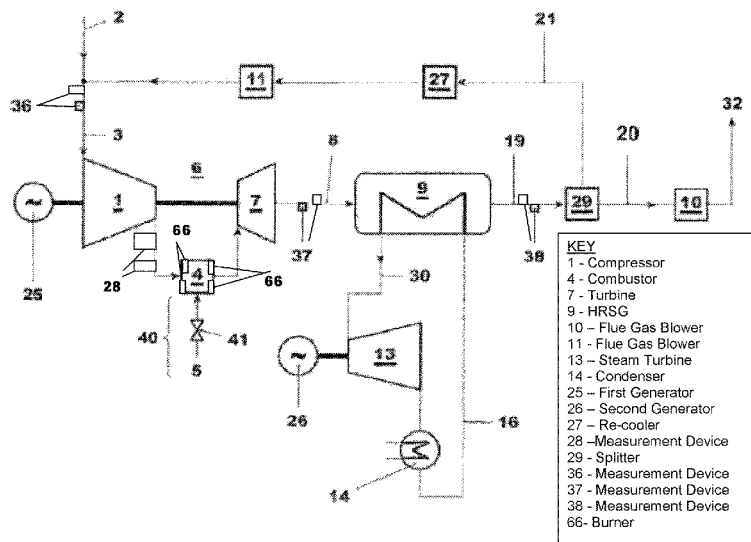 2
21
11
27
36
3
6
8
19
20
32
1
7
9
29
10
25
66
28
4
66
37
38
30
40
41
5
13
26
16
14
KEY
1 - Compressor
4 - Combustor
7 - Turbine
9 - HRSG
10 – Flue Gas Blower
11 - Flue Gas Blower
13 - Steam Turbine
14 - Condenser
25 – First Generator
26 – Second Generator
27 – Re-cooler
28 –Measurement Device
29 - Splitter
36 - Measurement Device
37 - Measurement Device
38 - Measurement Device
66- Burner